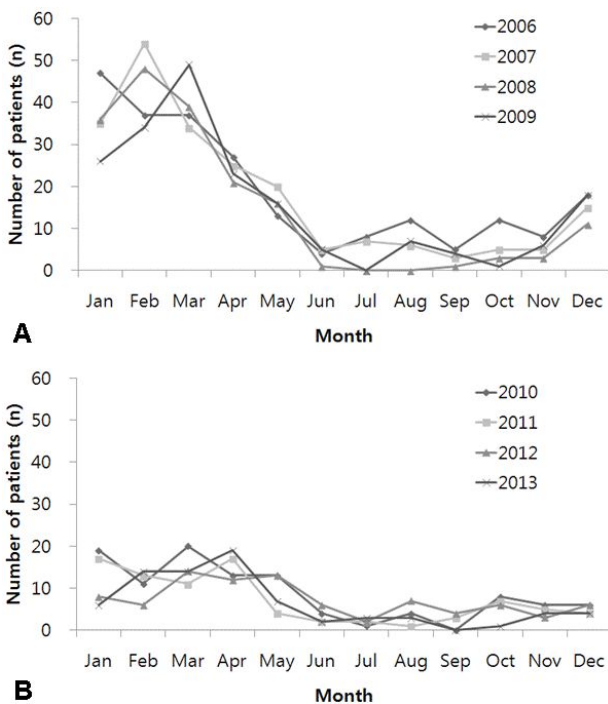 60
50
40
30
20
10
0
Number of patients (n)
2006
2007
2008
2009
Jan Feb Mar Apr May Jun Jul Aug Sep Oct Nov Dec
Month
A
60
50
40
30
20
10
0
Number of patients (n)
2010
2011
2012
2013
Jan Feb Mar Apr May Jun Jul Aug Sep Oct Nov Dec
Month
B